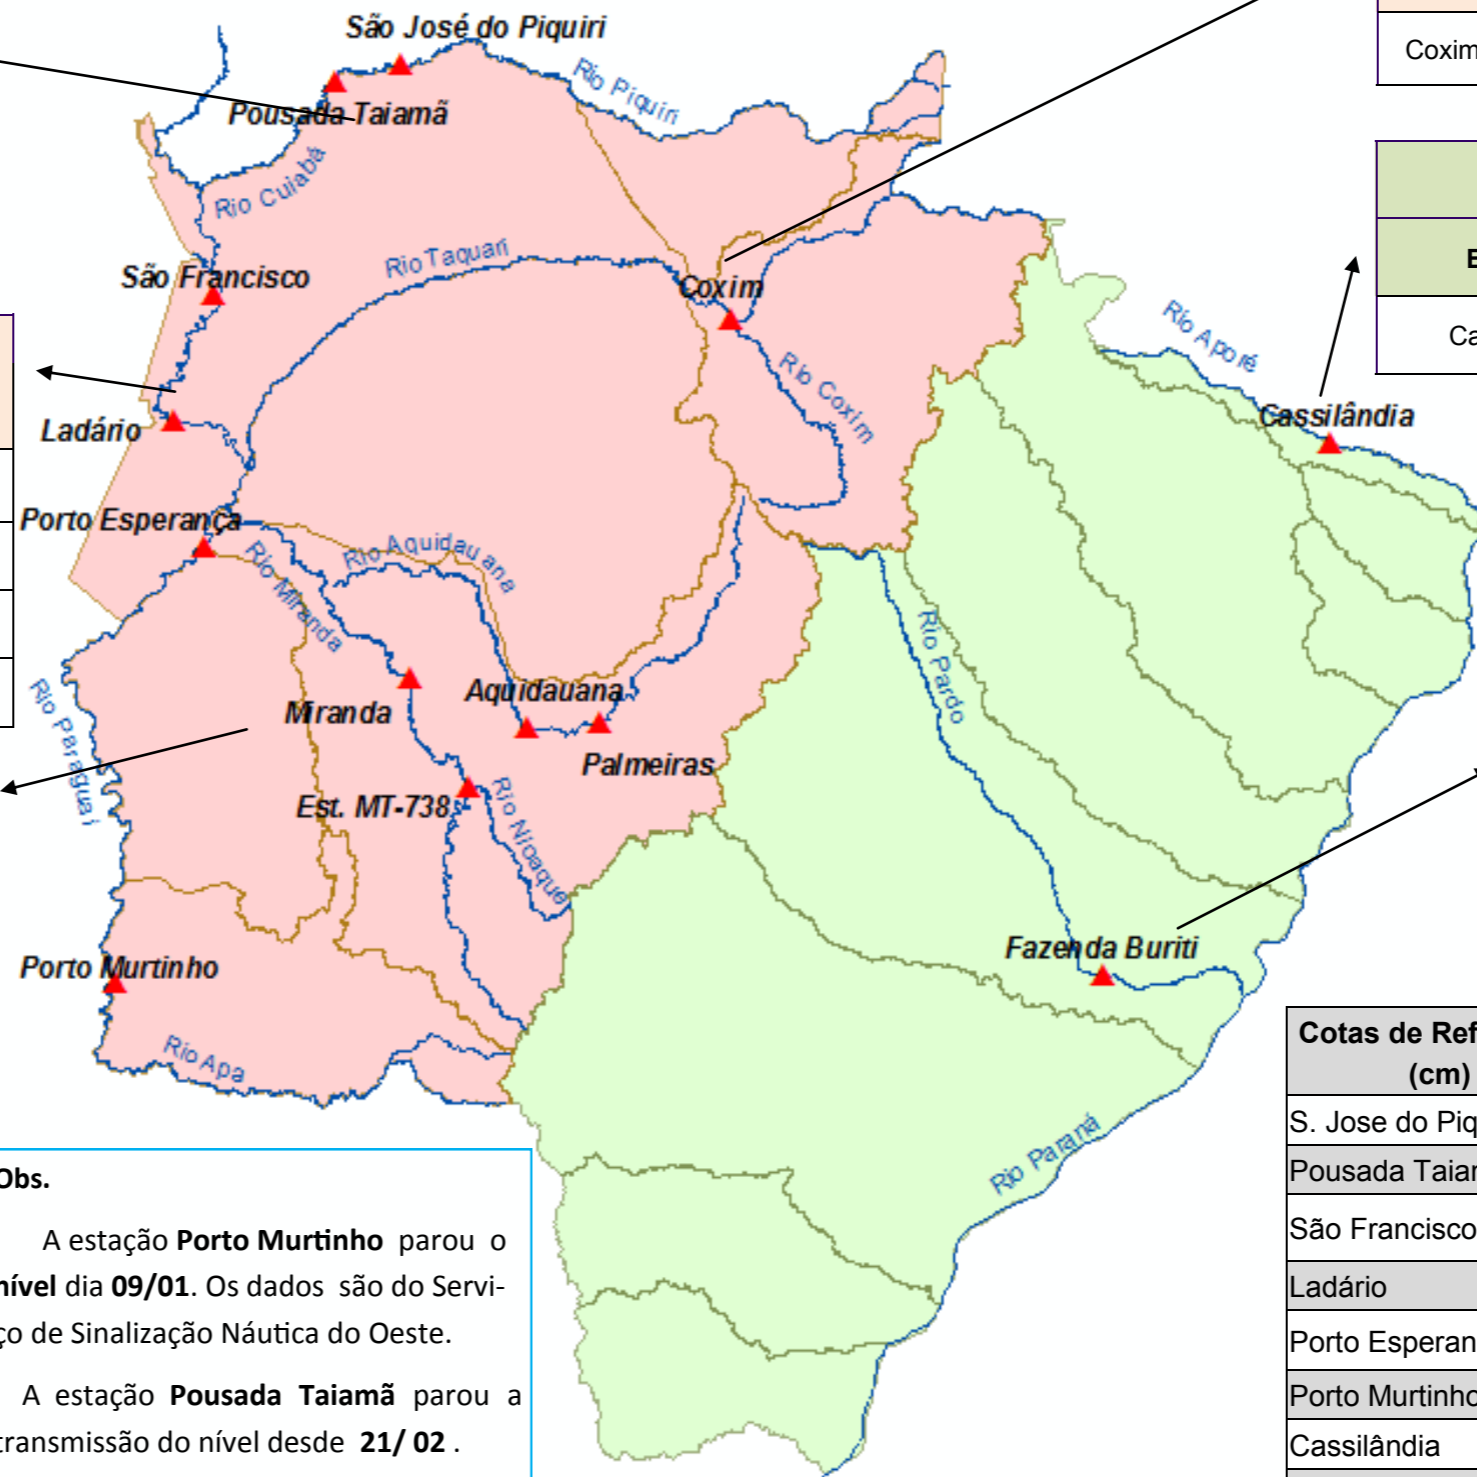 São José do Piquiri
Coxim
Rio Piquiri
Pousada Taiamã
Rio Cuiabá
E
Rio Taquari
São Francisco
Coxim
Ca
Rio Aporé
Rio Coxim
Cassilândia
Ladário
Porto Esperança
Rio Aquidauana
Rio Miranda
Rio Pardo
Rio Paraguai
Aquidauana
Miranda
Palmeiras
Est. MT-738
Rio Nioaque
Fazenda Buriti
Porto Murtinho
Rio Apa
Rio Paraná
Cotas de Ref
(cm)
S. Jose do Piq
Pousada Taiam
São Francisco
Ladário
Porto Esperan
Porto Murtinho
Cassilândia
Obs.
A estação Porto Murtinho parou o
nível dia 09/01. Os dados são do Servi-
ço de Sinalização Náutica do Oeste.
A estação Pousada Taiamã parou a
transmissão do nível desde 21/ 02 .